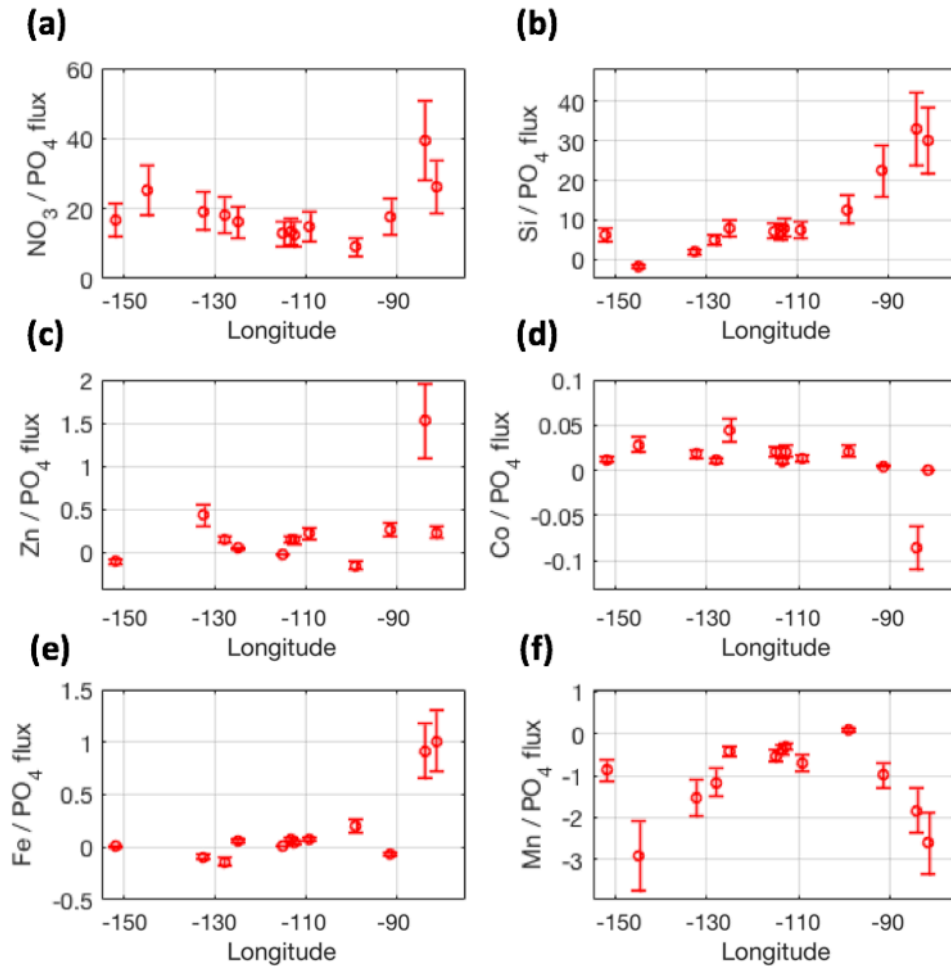 (a)
NO3 / PO4 flux
60
40
20
0
-150 -130 -110 -90
Longitude
(b)
Si / PO4 flux
40
30
20
10
0
-150 -130 -110 -90
Longitude
(c)
Zn / PO4 flux
2
1.5
1
0.5
0
-150 -130 -110 -90
Longitude
(d)
Co / PO4 flux
0.1
0.05
0
-0.05
-0.1
-150 -130 -110 -90
Longitude
(e)
Fe / PO4 flux
1.5
1
0.5
0
-0.5
-150 -130 -110 -90
Longitude
(f)
Mn / PO4 flux
1
0
-1
-2
-3
-150 -130 -110 -90
Longitude